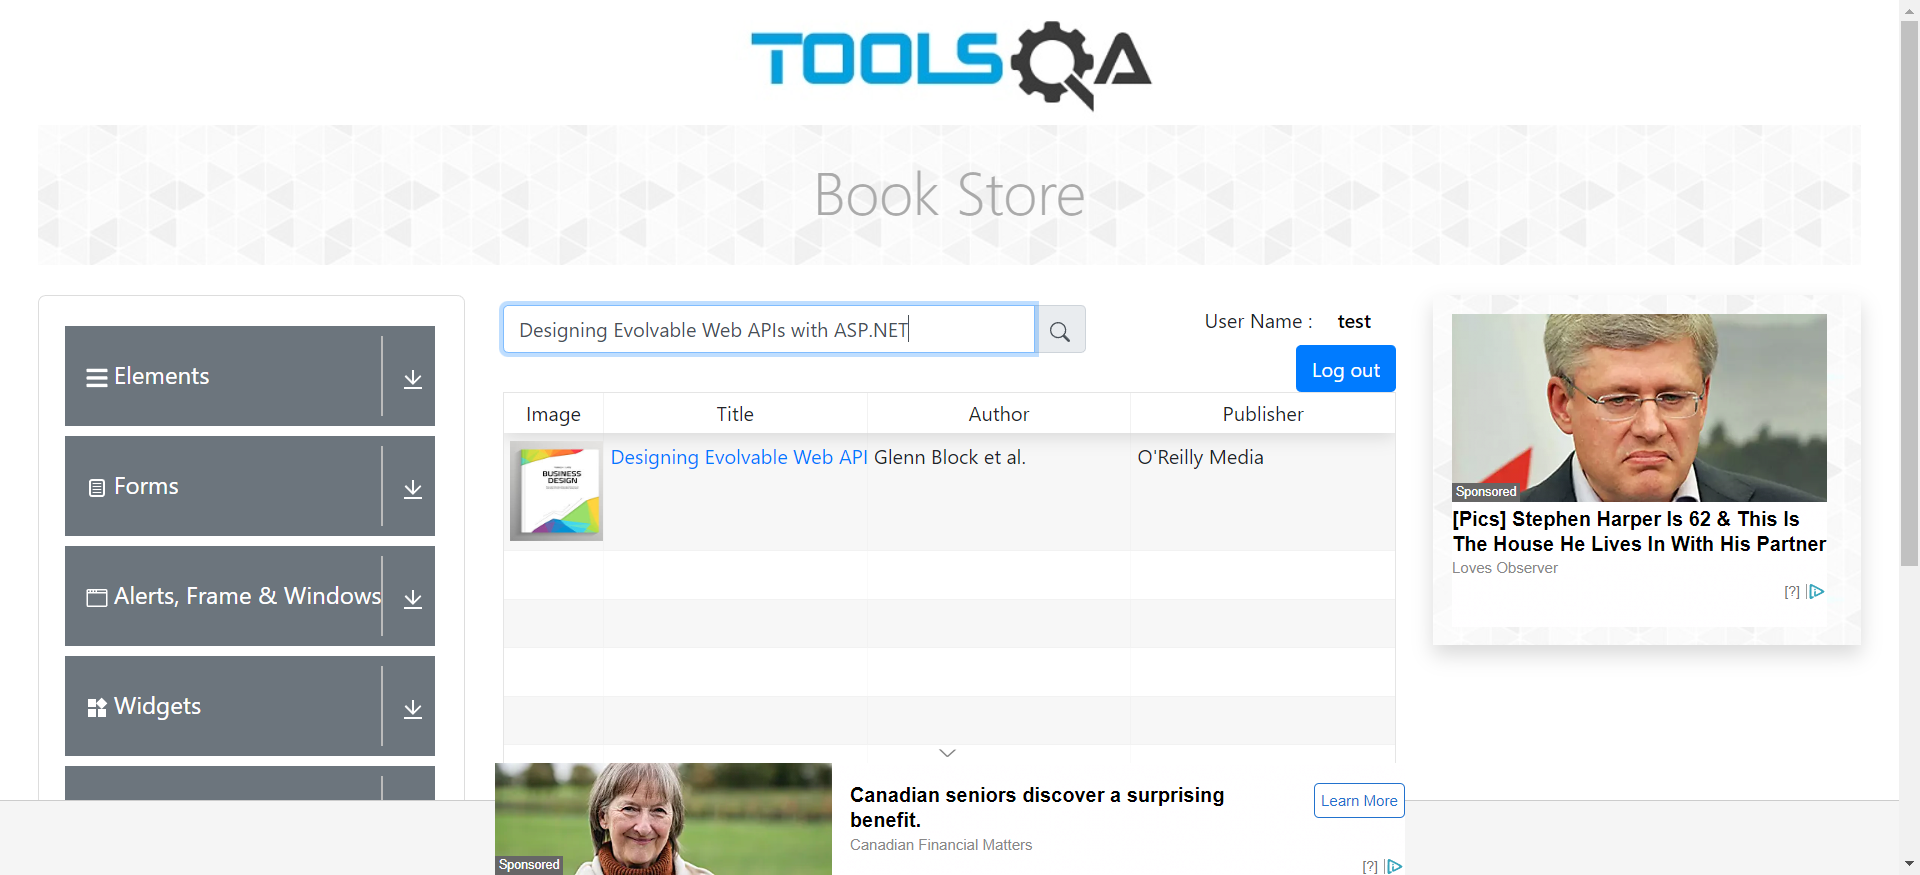 TOOLSQA
Book Store
Elements
Forms
Alerts, Frame & Windows
Widgets
Designing Evolvable Web APIs with ASP.NET
User Name :
test
Log out
Image Title Author Publisher
BUSINESS
DESIGN
Designing Evolvable Web API Glenn Block et al. O'Reilly Media
Sponsored
[Pics] Stephen Harper Is 62 & This Is
The House He Lives In With His Partner
Loves Observer
[?]
Sponsored
Canadian seniors discover a surprising
benefit.
Canadian Financial Matters
Learn More
[?]